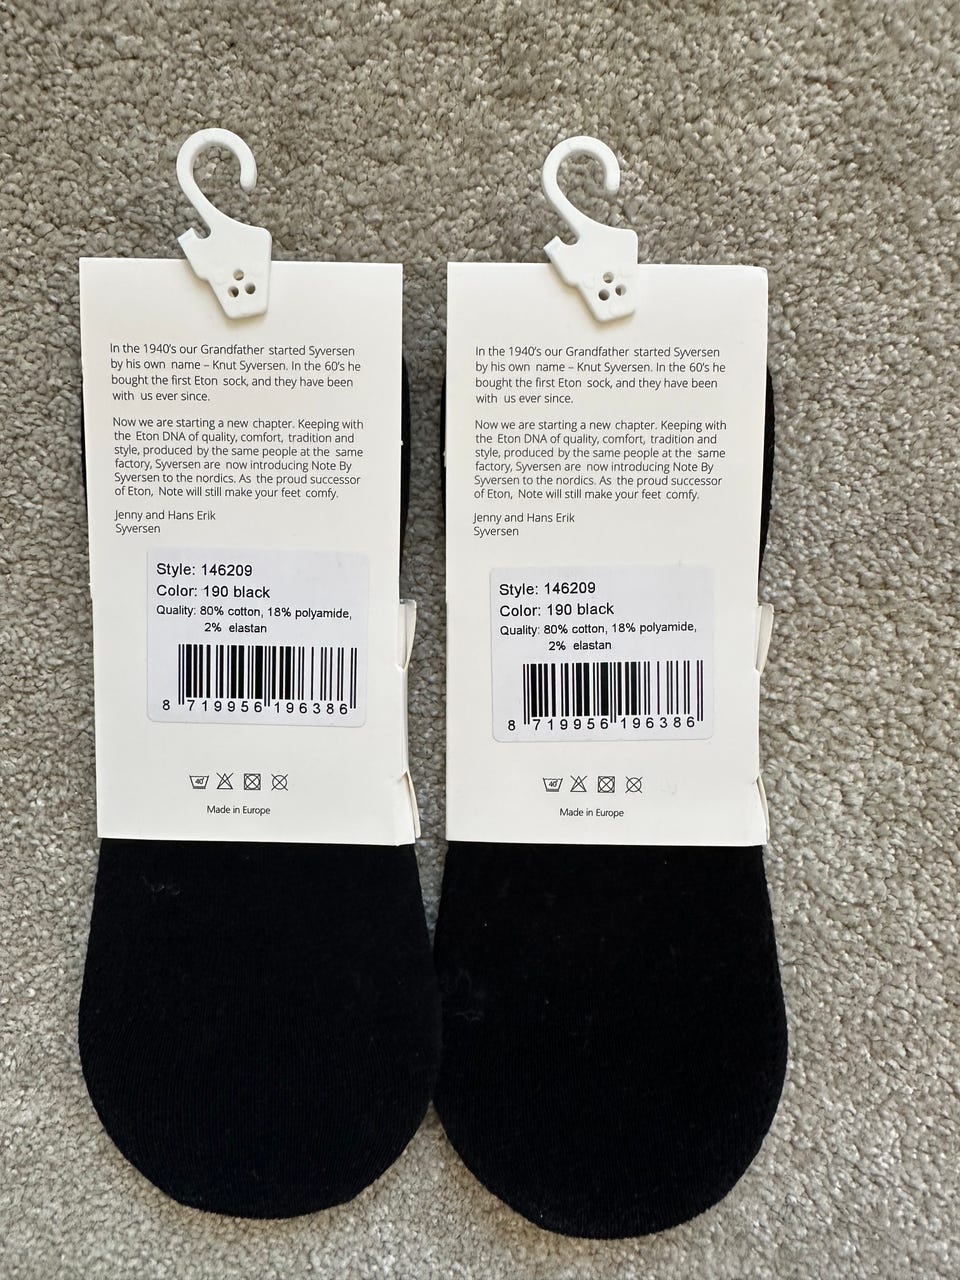 In the 1940's our Grandfather started Syversen
by his own name – Knut Syversen. In the 60's he
bought the first Eton sock, and they have been
with us ever since.
Now we are starting a new chapter. Keeping with
the Eton DNA of quality, comfort, tradition and
style, produced by the same people at the same
factory, Syversen are now introducing Note By
Syversen to the nordics. As the proud successor
of Eton, Note will still make your feet comfy.
Jenny and Hans Erik
Syversen
Style: 146209
Color: 190 black
Quality: 80% cotton, 18% polyamide,
2% elastan
8 719956 196386
40
Made in Europe
In the 1940's our Grandfather started Syversen
by his own name – Knut Syversen. In the 60's he
bought the first Eton sock, and they have been
with us ever since.
Now we are starting a new chapter. Keeping with
the Eton DNA of quality, comfort, tradition and
style, produced by the same people at the same
factory, Syversen are now introducing Note By
Syversen to the nordics. As the proud successor
of Eton, Note will still make your feet comfy.
Jenny and Hans Erik
Syversen
Style: 146209
Color: 190 black
Quality: 80% cotton, 18% polyamide,
2% elastan
8 719956 196386
40
Made in Europe